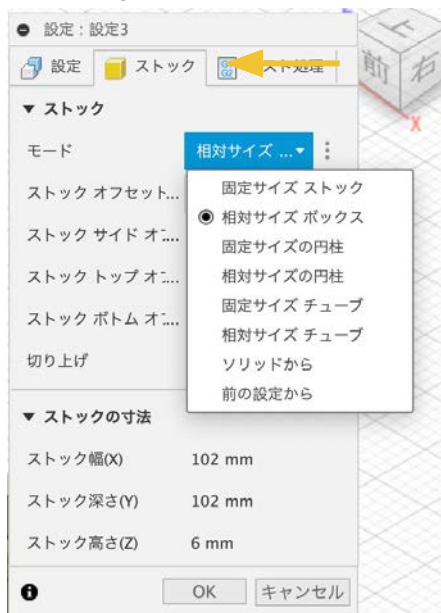 設定：設定3
設定 ストック
ストック
モード 相対サイズ ...
ストック オフセット...
固定サイズ ストック
相対サイズ ボックス
固定サイズの円柱
相対サイズの円柱
固定サイズ チューブ
相対サイズ チューブ
ソリッドから
前の設定から
ストック サイド オフ...
ストック トップ オフ...
ストック ボトム オフ...
切り上げ
ストックの寸法
ストック幅(X) 102 mm
ストック深さ(Y) 102 mm
ストック高さ(Z) 6 mm
OK キャンセル
上
前
右
X